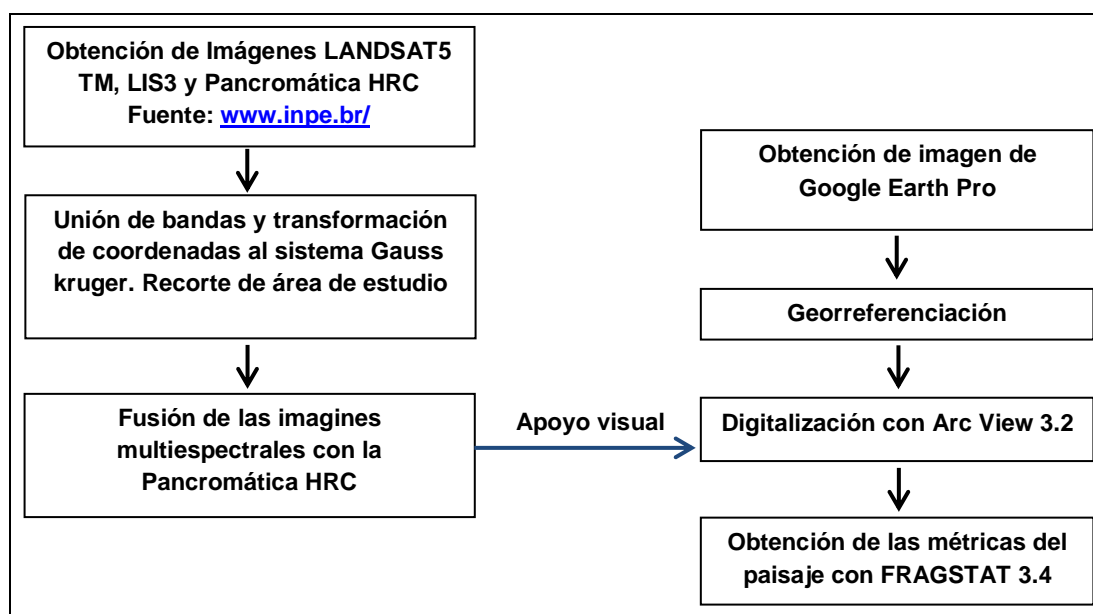 Obtención de Imágenes LANDSAT5
TM, LIS3 y Pancromática HRC
Fuente: www.inpe.br/
Unión de bandas y transformación
de coordenadas al sistema Gauss
kruger. Recorte de área de estudio
Fusión de las imagines
multiespectrales con la
Pancromática HRC
Apoyo visual
Obtención de imagen de
Google Earth Pro
Georreferenciación
Digitalización con Arc View 3.2
Obtención de las métricas del
paisaje con FRAGSTAT 3.4